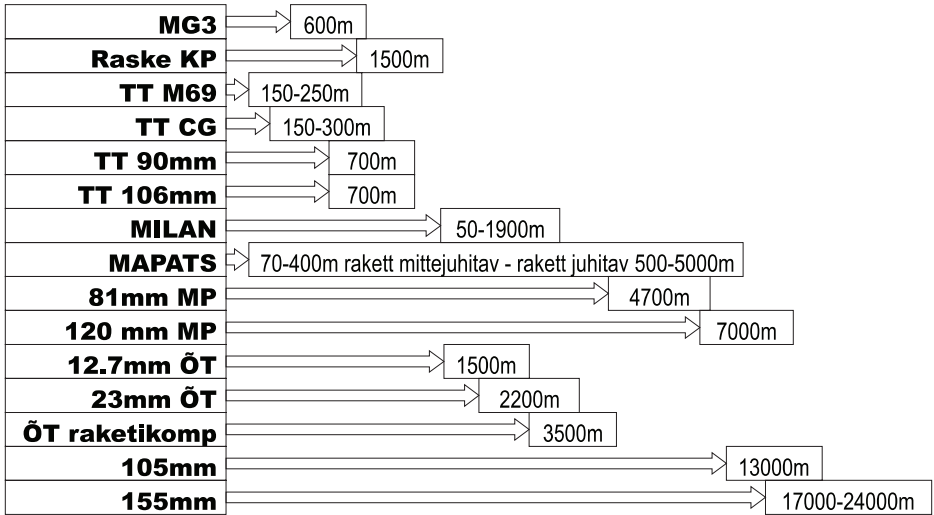 MG3 600m
Raske KP 1500m
TT M69 150-250m
TT CG 150-300m
TT 90mm 700m
TT 106mm 700m
MILAN 50-1900m
MAPATS 70-400m rakett mittejuhitav - rakett juhitav 500-5000m
81mm MP 4700m
120 mm MP 7000m
12.7mm ÕT 1500m
23mm ÕT 2200m
ÕT raketikomp 3500m
105mm 13000m
155mm 17000-24000m